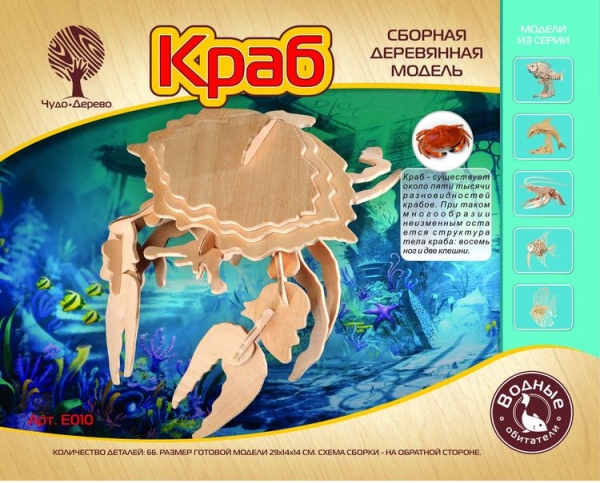 Чудо-Дерево
Краб
СБОРНАЯ
ДЕРЕВЯННАЯ
МОДЕЛЬ
МОДЕЛИ
ИЗ СЕРИИ
Краб - существует
около пяти тысячи
разновидностей
крабов. При таком
многообразии
неизменным оста
ется структура
тела краба: восемь
ног и две клешни.
Арт. E010
Водные
обитатели
КОЛИЧЕСТВО ДЕТАЛЕЙ: 66. РАЗМЕР ГОТОВОЙ МОДЕЛИ 29x14x14 СМ. СХЕМА СБОРКИ - НА ОБРАТНОЙ СТОРОНЕ.